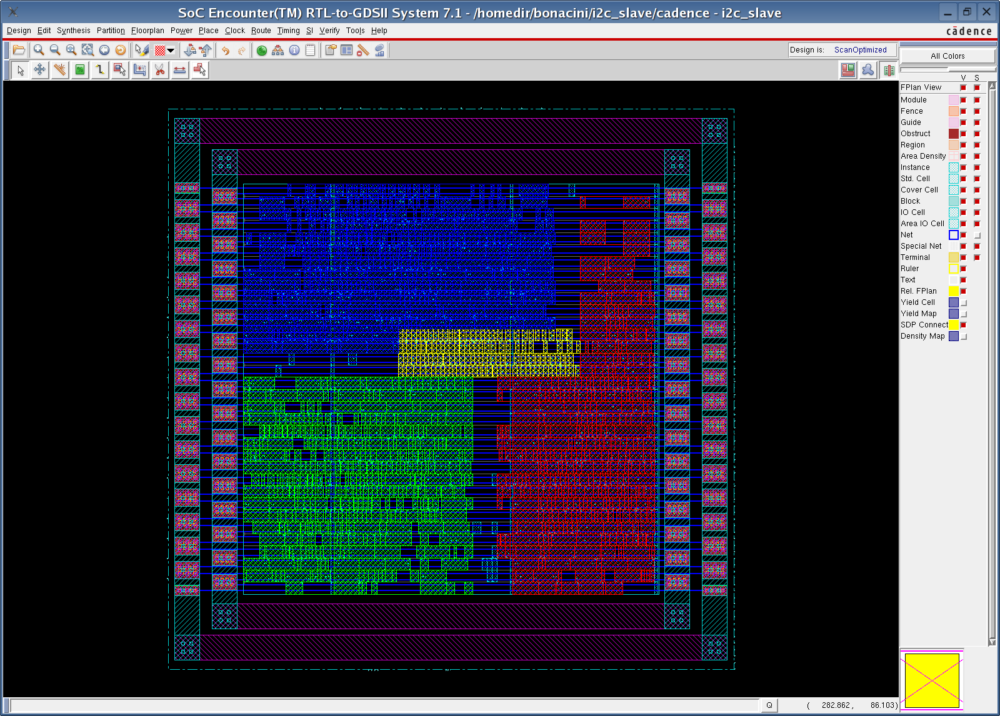 SoC Encounter(TM) RTL-to-GDSII System 7.1 - /homedir/bonacini/i2c_slave/cadence - i2c_slave
Design Edit Synthesis Partition Floorplan Power Place Clock Route Timing SI Verify Tools Help
cādence
Design is: ScanOptimized
All Colors
V S
FPlan View
Module
Fence
Guide
Obstruct
Region
Area Density
Instance
Std. Cell
Cover Cell
Block
IO Cell
Area IO Cell
Net
Special Net
Terminal
Ruler
Text
Rel. FPlan
Yield Cell
Yield Map
SDP Connect
Density Map
Q ( 282.862, 86.103)